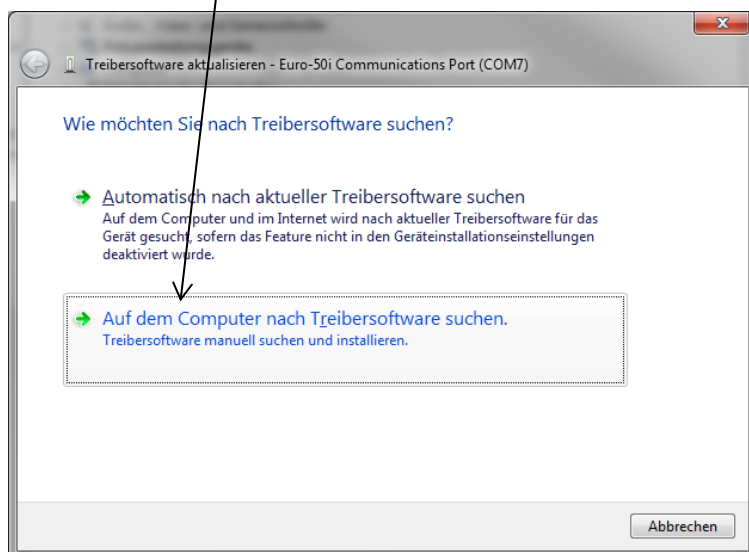 Treibersoftware aktualisieren - Euro-50i Communications Port (COM7)
Wie möchten Sie nach Treibersoftware suchen?
Automatisch nach aktueller Treibersoftware suchen
Auf dem Computer und im Internet wird nach aktueller Treibersoftware für das
Gerät gesucht, sofern das Feature nicht in den Geräteinstallationseinstellungen
deaktiviert wurde.
Auf dem Computer nach Treibersoftware suchen.
Treibersoftware manuell suchen und installieren.
Abbrechen